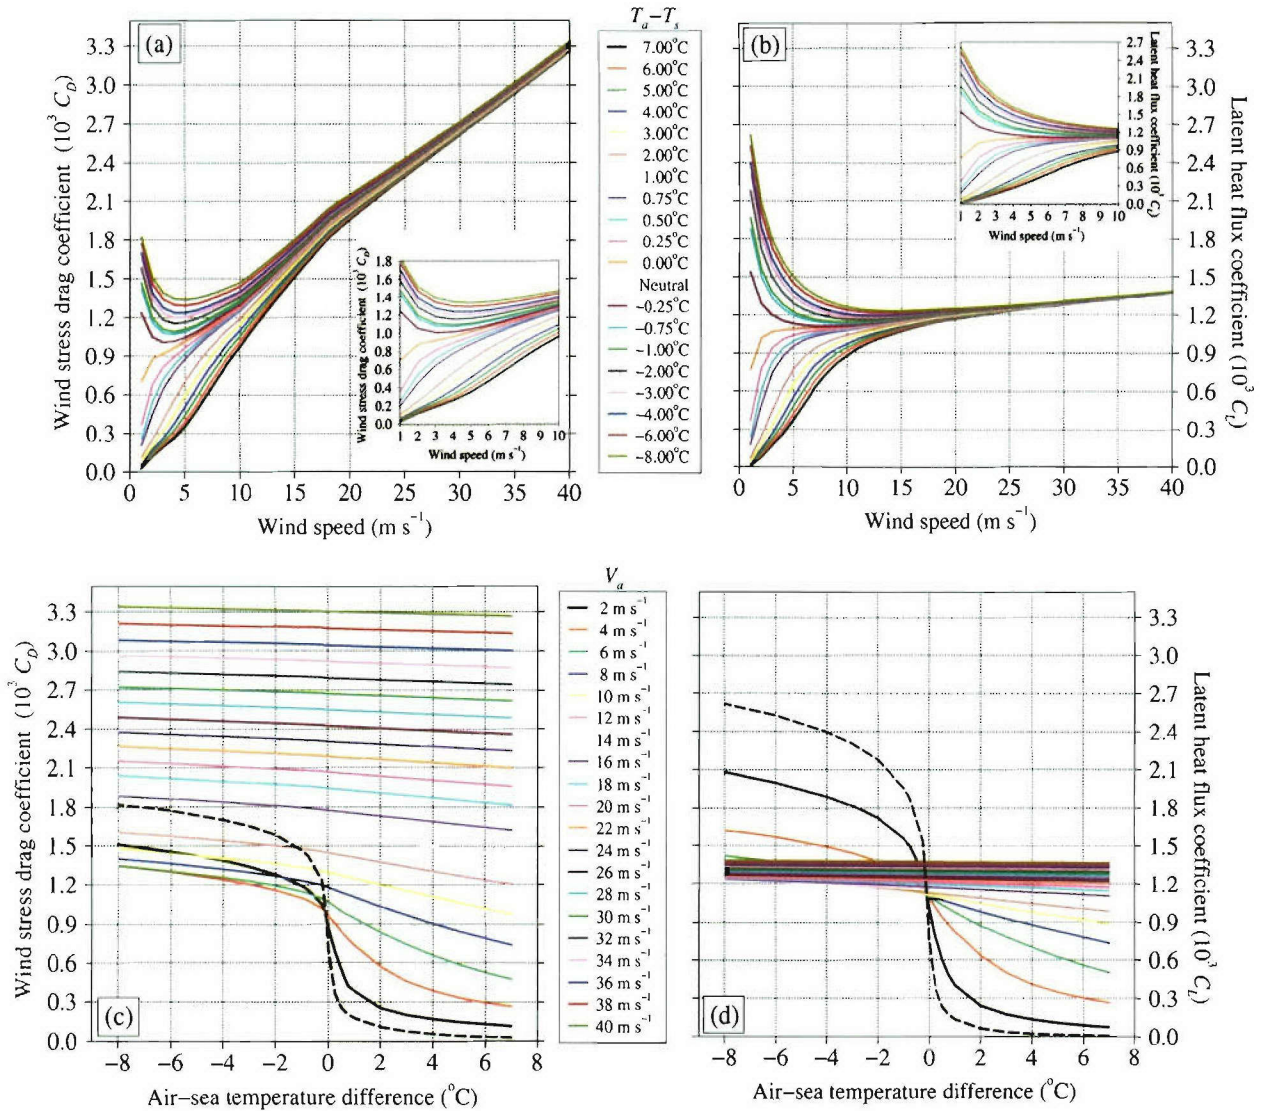 (a)
Wind stress drag coefficient (10³ C_D)
3.3
3.0
2.7
2.4
2.1
1.8
1.5
1.2
0.9
0.6
0.3
0.0
0 5 10 15 20 25 30 35 40
Wind speed (m s⁻¹)
Wind stress drag coefficient (10³ C_D)
1.8
1.6
1.4
1.2
1.0
0.8
0.6
0.4
0.2
0.0
1 2 3 4 5 6 7 8 9 10
Wind speed (m s⁻¹)
T_a−T_s
7.00°C
6.00°C
5.00°C
4.00°C
3.00°C
2.00°C
1.00°C
0.75°C
0.50°C
0.25°C
0.00°C
Neutral
−0.25°C
−0.75°C
−1.00°C
−2.00°C
−3.00°C
−4.00°C
−6.00°C
−8.00°C
(b)
2.7
2.4
2.1
1.8
1.5
1.2
0.9
0.6
0.3
0.0
Latent heat flux coefficient (10³ C_L)
1 2 3 4 5 6 7 8 9 10
Wind speed (m s⁻¹)
3.3
3.0
2.7
2.4
2.1
1.8
1.5
1.2
0.9
0.6
0.3
0.0
Latent heat flux coefficient (10³ C_L)
0 5 10 15 20 25 30 35 40
Wind speed (m s⁻¹)
Wind stress drag coefficient (10³ C_D)
3.3
3.0
2.7
2.4
2.1
1.8
1.5
1.2
0.9
0.6
0.3
0.0
(c)
−8 −6 −4 −2 0 2 4 6 8
Air−sea temperature difference (°C)
V_a
2 m s⁻¹
4 m s⁻¹
6 m s⁻¹
8 m s⁻¹
10 m s⁻¹
12 m s⁻¹
14 m s⁻¹
16 m s⁻¹
18 m s⁻¹
20 m s⁻¹
22 m s⁻¹
24 m s⁻¹
26 m s⁻¹
28 m s⁻¹
30 m s⁻¹
32 m s⁻¹
34 m s⁻¹
36 m s⁻¹
38 m s⁻¹
40 m s⁻¹
(d)
3.3
3.0
2.7
2.4
2.1
1.8
1.5
1.2
0.9
0.6
0.3
0.0
Latent heat flux coefficient (10³ C_L)
−8 −6 −4 −2 0 2 4 6 8
Air−sea temperature difference (°C)